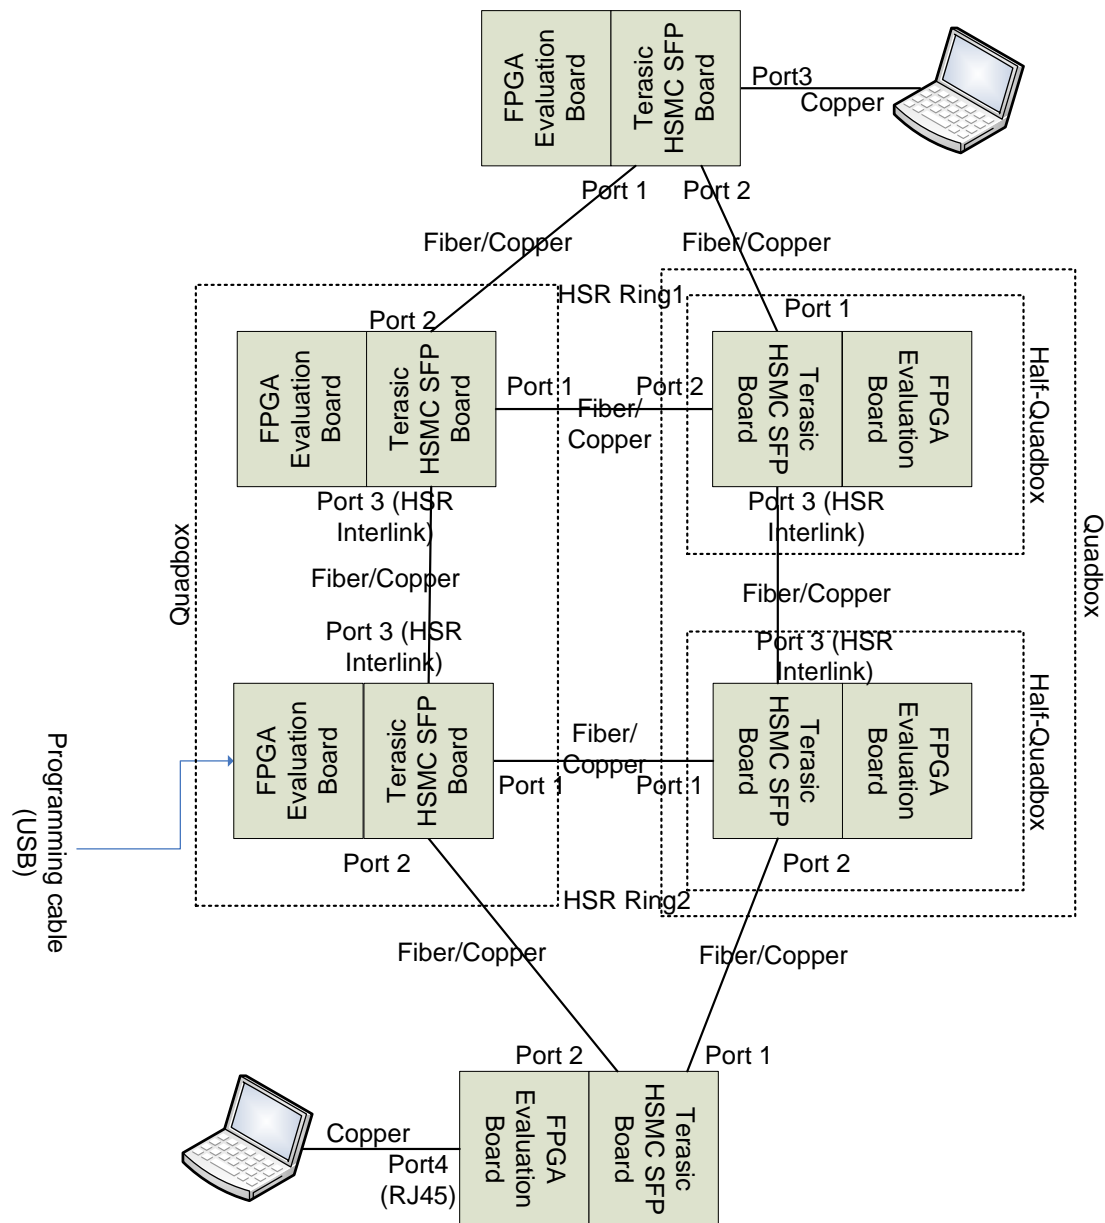 FPGA
Evaluation
Board
Terasic
HSMC SFP
Board
Port3
Copper
Port 1
Port 2
Fiber/Copper
Fiber/Copper
HSR Ring1
Port 2
Port 1
FPGA
Evaluation
Board
Terasic
HSMC SFP
Board
Port 1
Port 2
Fiber/
Copper
Terasic
HSMC SFP
Board
FPGA
Evaluation
Board
Half-Quadbox
Port 3 (HSR
Interlink)
Port 3 (HSR
Interlink)
Quadbox
Quadbox
Fiber/Copper
Fiber/Copper
Port 3 (HSR
Interlink)
Port 3 (HSR
Interlink)
FPGA
Evaluation
Board
Terasic
HSMC SFP
Board
Fiber/
Copper
Port 1
Port 1
Terasic
HSMC SFP
Board
FPGA
Evaluation
Board
Half-Quadbox
Programming cable
(USB)
Port 2
Port 2
HSR Ring2
Fiber/Copper
Fiber/Copper
Port 2
Port 1
Copper
Port4
(RJ45)
FPGA
Evaluation
Board
Terasic
HSMC SFP
Board